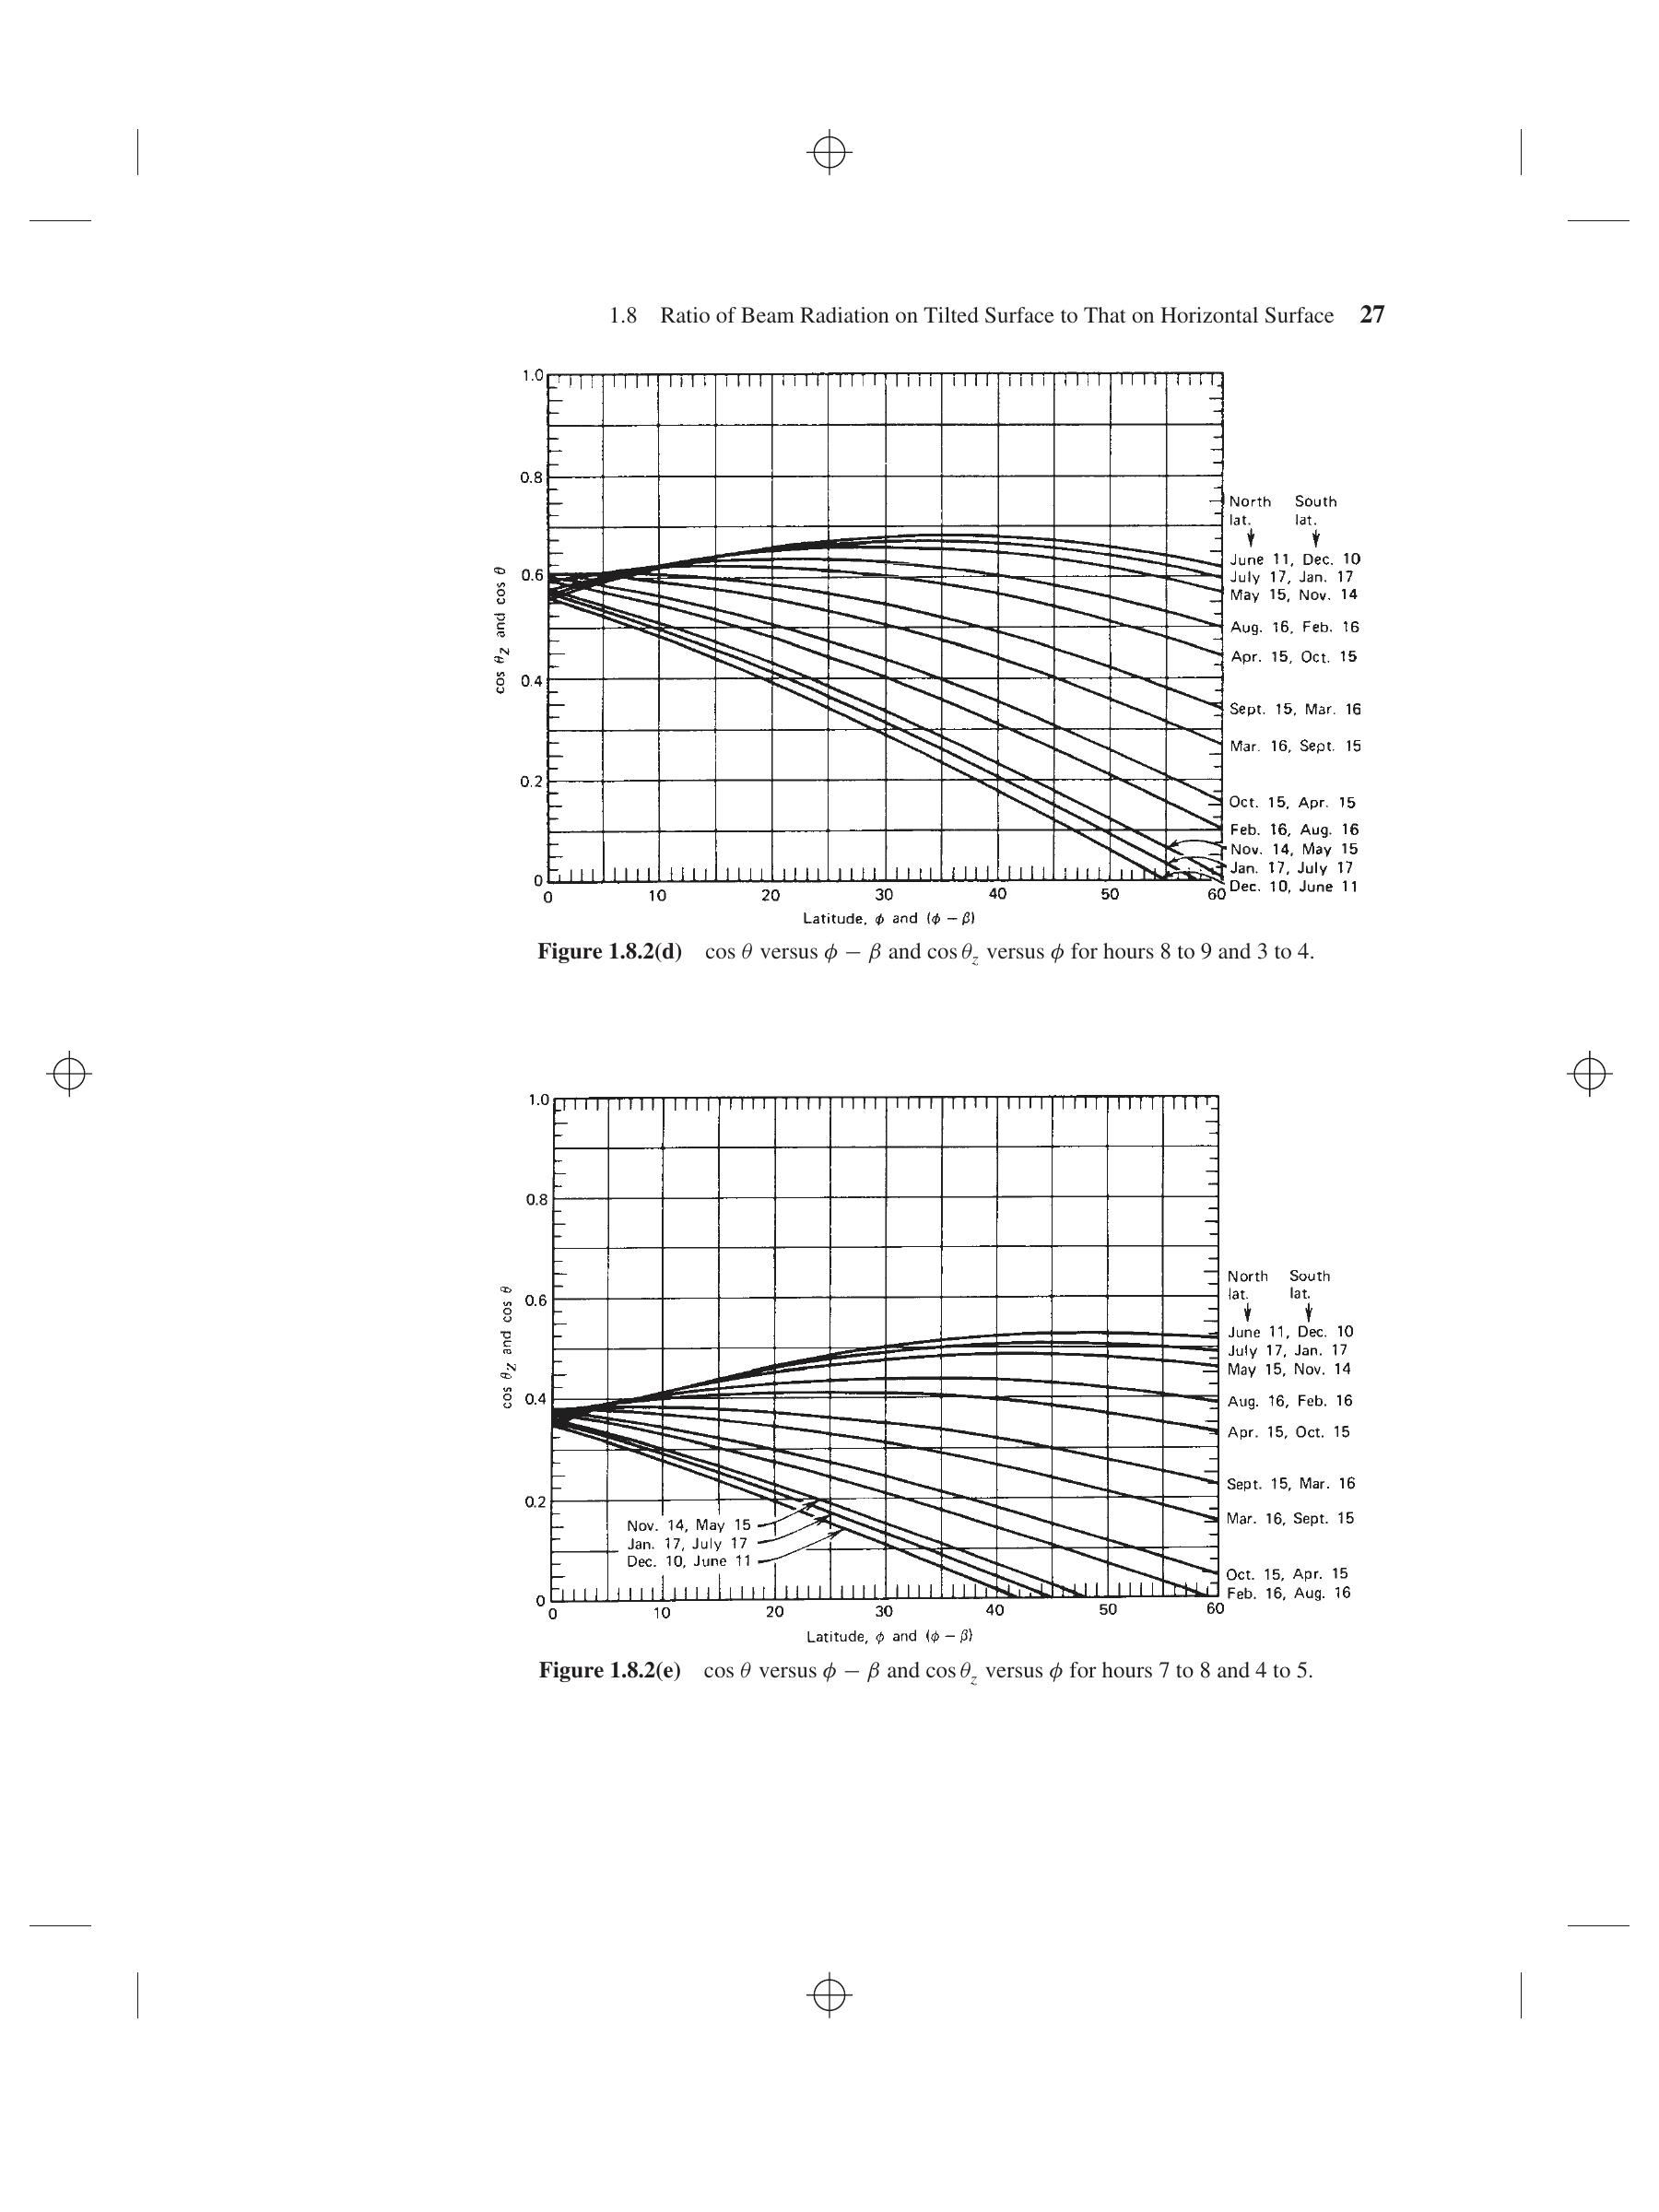 1.8 Ratio of Beam Radiation on Tilted Surface to That on Horizontal Surface 27
1.0
0.8
0.6
0.4
0.2
0
cos θz and cos θ
0 10 20 30 40 50 60
Latitude, ϕ and (ϕ − β)
North South
lat. lat.
June 11, Dec. 10
July 17, Jan. 17
May 15, Nov. 14
Aug. 16, Feb. 16
Apr. 15, Oct. 15
Sept. 15, Mar. 16
Mar. 16, Sept. 15
Oct. 15, Apr. 15
Feb. 16, Aug. 16
Nov. 14, May 15
Jan. 17, July 17
Dec. 10, June 11
Figure 1.8.2(d) cos θ versus ϕ − β and cos θz versus ϕ for hours 8 to 9 and 3 to 4.
1.0
0.8
0.6
0.4
0.2
0
cos θz and cos θ
0 10 20 30 40 50 60
Latitude, ϕ and (ϕ − β)
North South
lat. lat.
June 11, Dec. 10
July 17, Jan. 17
May 15, Nov. 14
Aug. 16, Feb. 16
Apr. 15, Oct. 15
Sept. 15, Mar. 16
Mar. 16, Sept. 15
Oct. 15, Apr. 15
Feb. 16, Aug. 16
Nov. 14, May 15
Jan. 17, July 17
Dec. 10, June 11
Figure 1.8.2(e) cos θ versus ϕ − β and cos θz versus ϕ for hours 7 to 8 and 4 to 5.